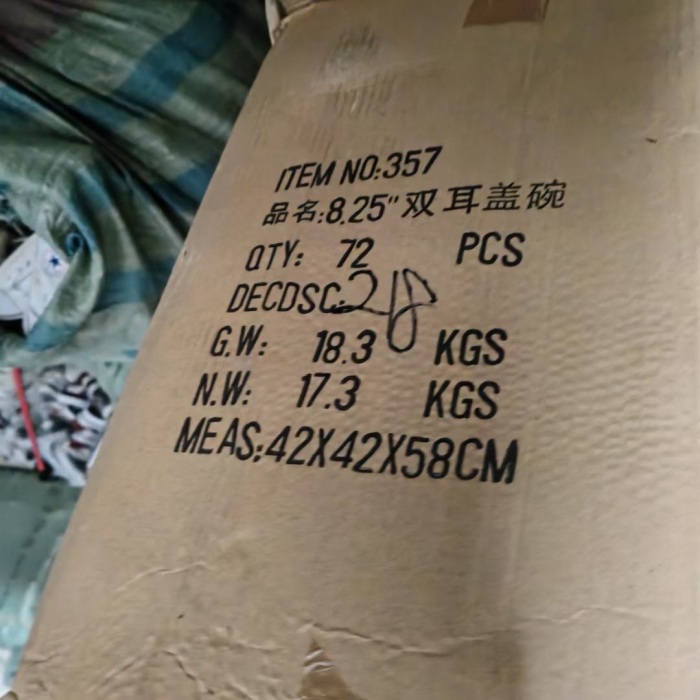 ITEM NO:357
品名:8.25"双耳盖碗
QTY: 72 PCS
DECDSC:28
G.W: 18.3 KGS
N.W: 17.3 KGS
MEAS:42X42X58CM